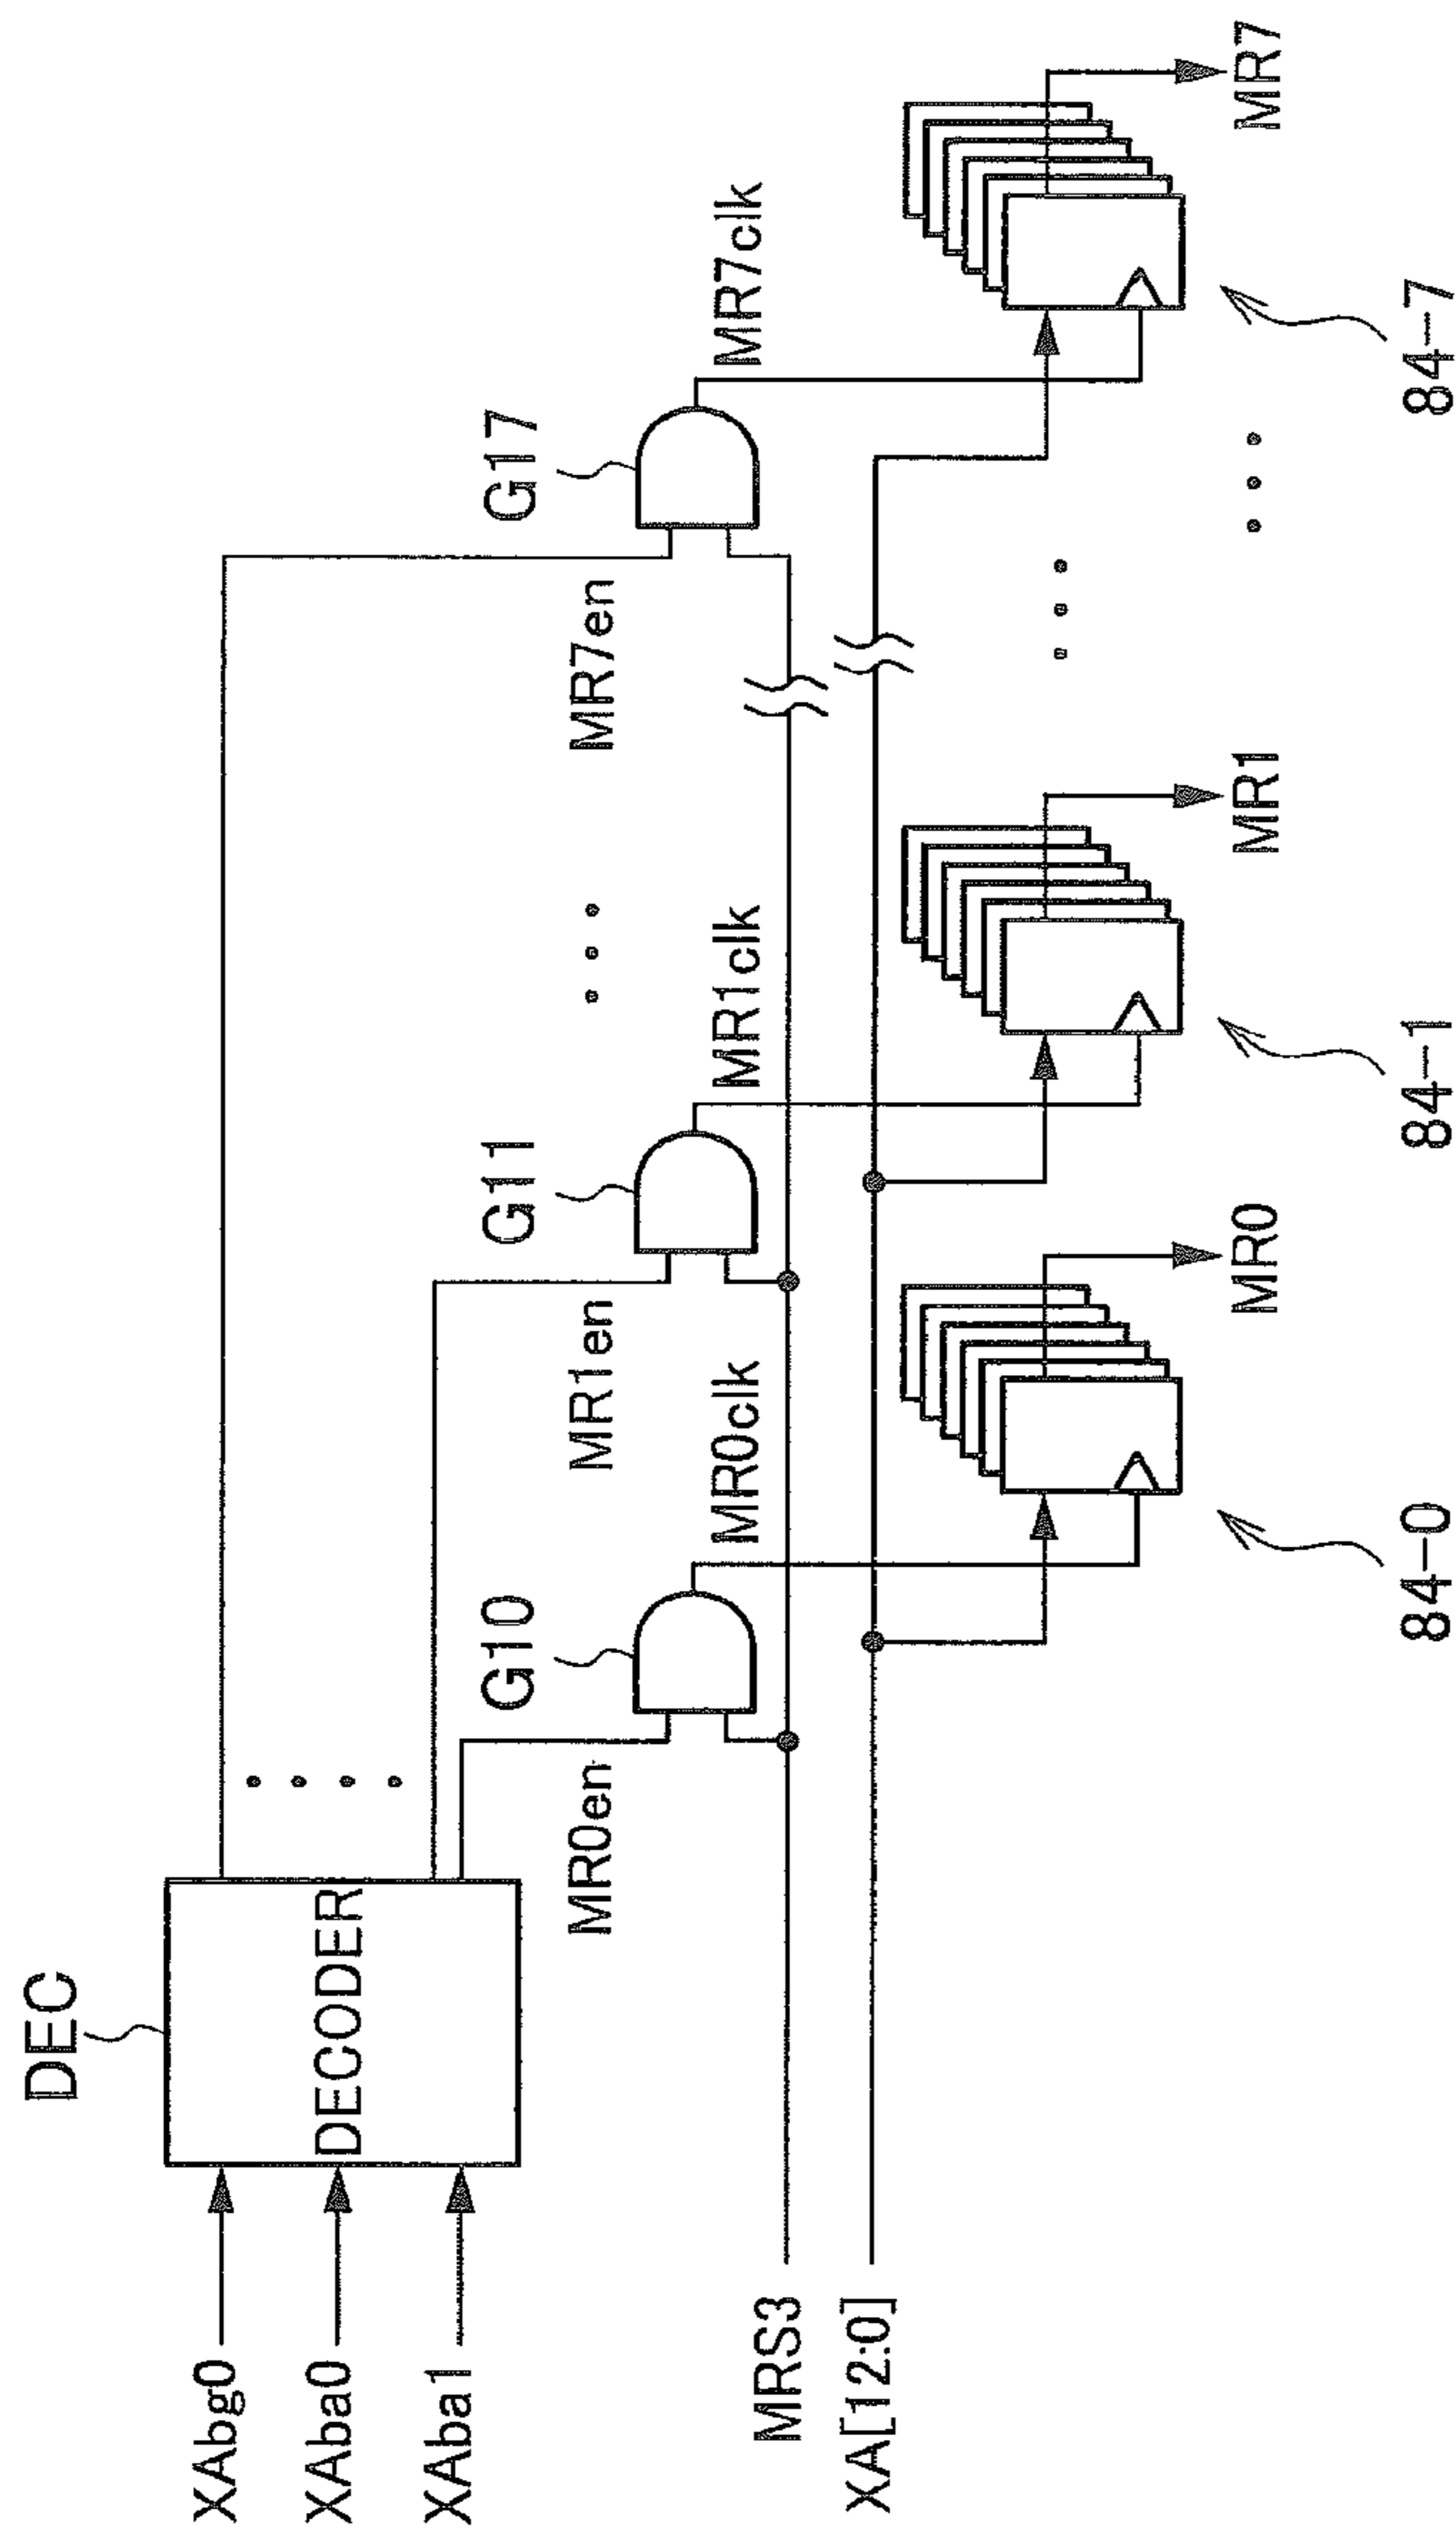 DEC
DECODER
XAbg0
XAba0
XAba1
G10
G11
G17
MR0en
MR1en
MR7en
MR0clk
MR1clk
MR7clk
MRS3
XA[12:0]
MR0
MR1
MR7
84-0
84-1
84-7